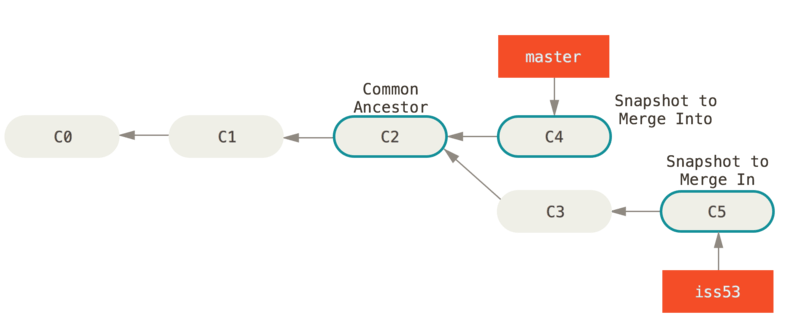 master
Common
Ancestor
Snapshot to
Merge Into
C0
C1
C2
C4
Snapshot to
Merge In
C3
C5
iss53